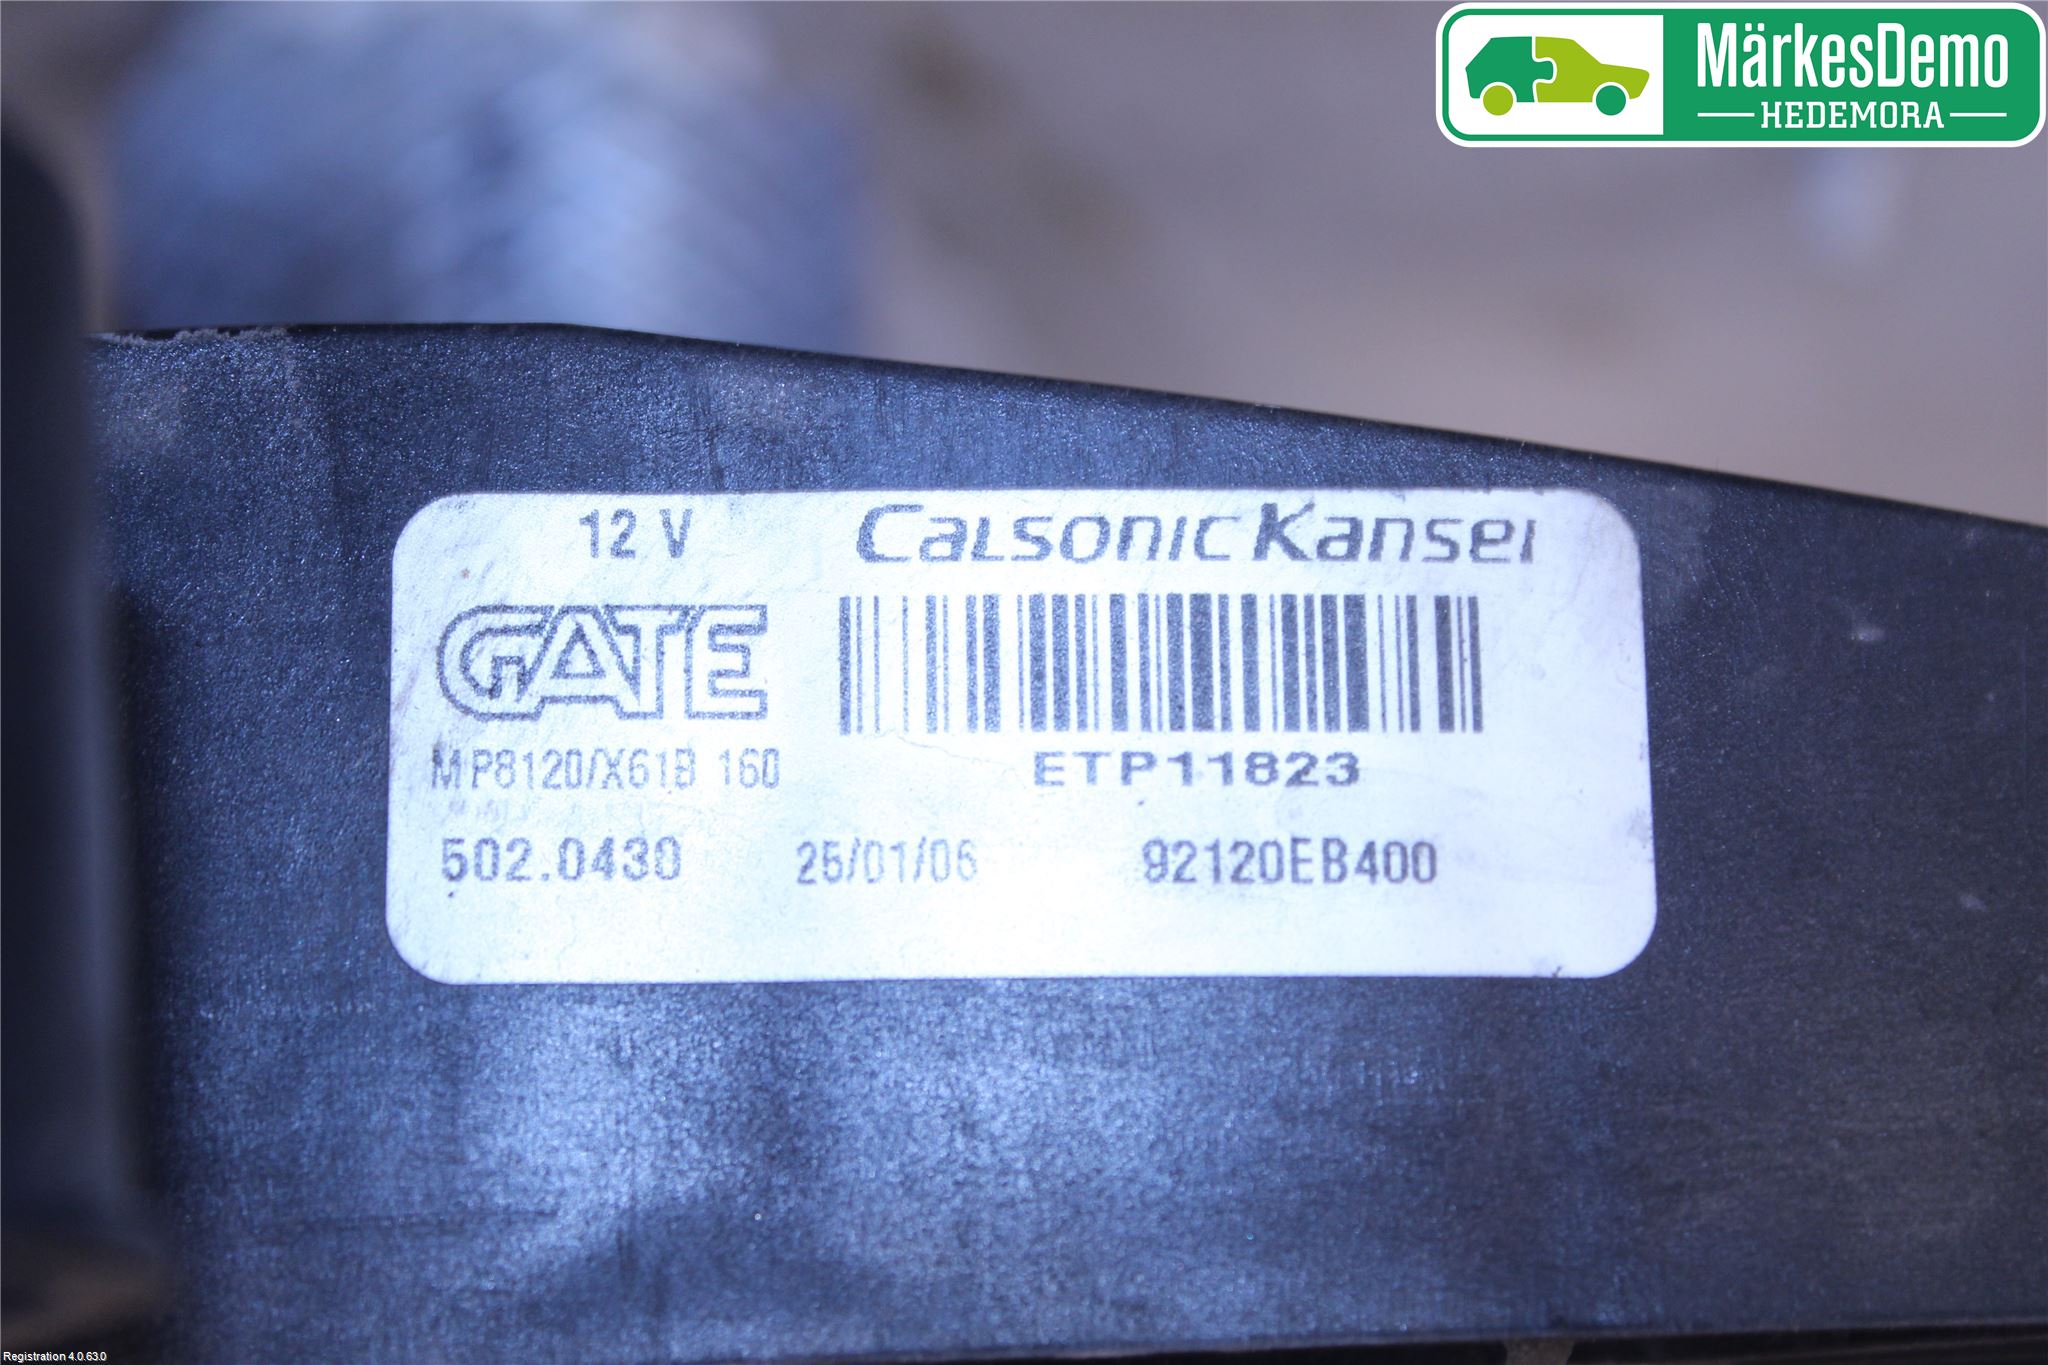 MärkesDemo
HEDEMORA
12 V
CALSONIC Kansei
GATE
MP8120/X61B 160
ETP11823
502.0430 25/01/06 92120EB400
Registration 4.0.63.0